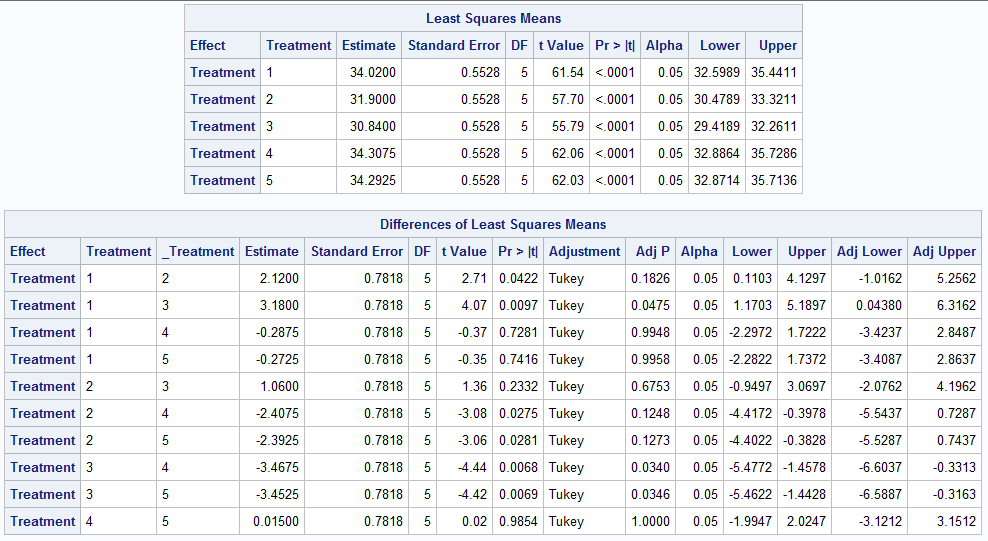 Least Squares Means
Effect Treatment Estimate Standard Error DF t Value Pr > |t| Alpha Lower Upper
Treatment 1 34.0200 0.5528 5 61.54 <.0001 0.05 32.5989 35.4411
Treatment 2 31.9000 0.5528 5 57.70 <.0001 0.05 30.4789 33.3211
Treatment 3 30.8400 0.5528 5 55.79 <.0001 0.05 29.4189 32.2611
Treatment 4 34.3075 0.5528 5 62.06 <.0001 0.05 32.8864 35.7286
Treatment 5 34.2925 0.5528 5 62.03 <.0001 0.05 32.8714 35.7136
Differences of Least Squares Means
Effect Treatment _Treatment Estimate Standard Error DF t Value Pr > |t| Adjustment Adj P Alpha Lower Upper Adj Lower Adj Upper
Treatment 1 2 2.1200 0.7818 5 2.71 0.0422 Tukey 0.1826 0.05 0.1103 4.1297 -1.0162 5.2562
Treatment 1 3 3.1800 0.7818 5 4.07 0.0097 Tukey 0.0475 0.05 1.1703 5.1897 0.04380 6.3162
Treatment 1 4 -0.2875 0.7818 5 -0.37 0.7281 Tukey 0.9948 0.05 -2.2972 1.7222 -3.4237 2.8487
Treatment 1 5 -0.2725 0.7818 5 -0.35 0.7416 Tukey 0.9958 0.05 -2.2822 1.7372 -3.4087 2.8637
Treatment 2 3 1.0600 0.7818 5 1.36 0.2332 Tukey 0.6753 0.05 -0.9497 3.0697 -2.0762 4.1962
Treatment 2 4 -2.4075 0.7818 5 -3.08 0.0275 Tukey 0.1248 0.05 -4.4172 -0.3978 -5.5437 0.7287
Treatment 2 5 -2.3925 0.7818 5 -3.06 0.0281 Tukey 0.1273 0.05 -4.4022 -0.3828 -5.5287 0.7437
Treatment 3 4 -3.4675 0.7818 5 -4.44 0.0068 Tukey 0.0340 0.05 -5.4772 -1.4578 -6.6037 -0.3313
Treatment 3 5 -3.4525 0.7818 5 -4.42 0.0069 Tukey 0.0346 0.05 -5.4622 -1.4428 -6.5887 -0.3163
Treatment 4 5 0.01500 0.7818 5 0.02 0.9854 Tukey 1.0000 0.05 -1.9947 2.0247 -3.1212 3.1512